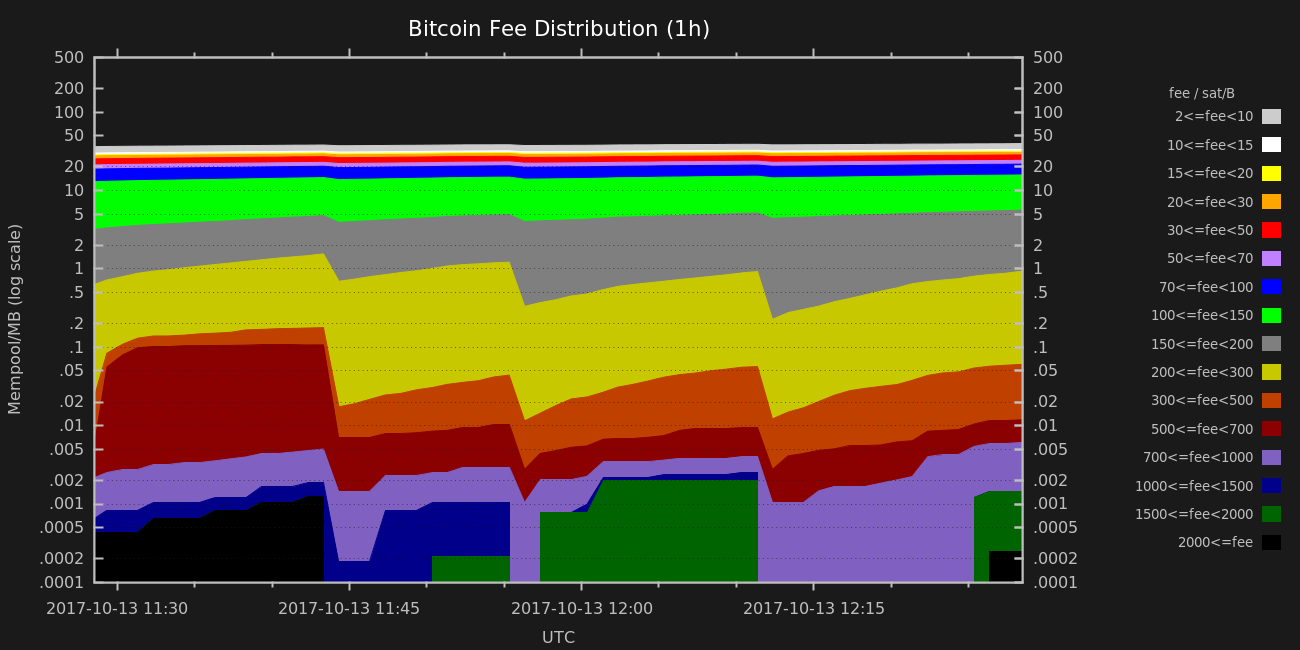 Bitcoin Fee Distribution (1h)
500
200
100
50
20
10
5
2
1
.5
.2
.1
.05
.02
.01
.005
.002
.001
.0005
.0002
.0001
Mempool/MB (log scale)
500
200
100
50
20
10
5
2
1
.5
.2
.1
.05
.02
.01
.005
.002
.001
.0005
.0002
.0001
2017-10-13 11:30
2017-10-13 11:45
2017-10-13 12:00
2017-10-13 12:15
UTC
fee / sat/B
2<=fee<10
10<=fee<15
15<=fee<20
20<=fee<30
30<=fee<50
50<=fee<70
70<=fee<100
100<=fee<150
150<=fee<200
200<=fee<300
300<=fee<500
500<=fee<700
700<=fee<1000
1000<=fee<1500
1500<=fee<2000
2000<=fee